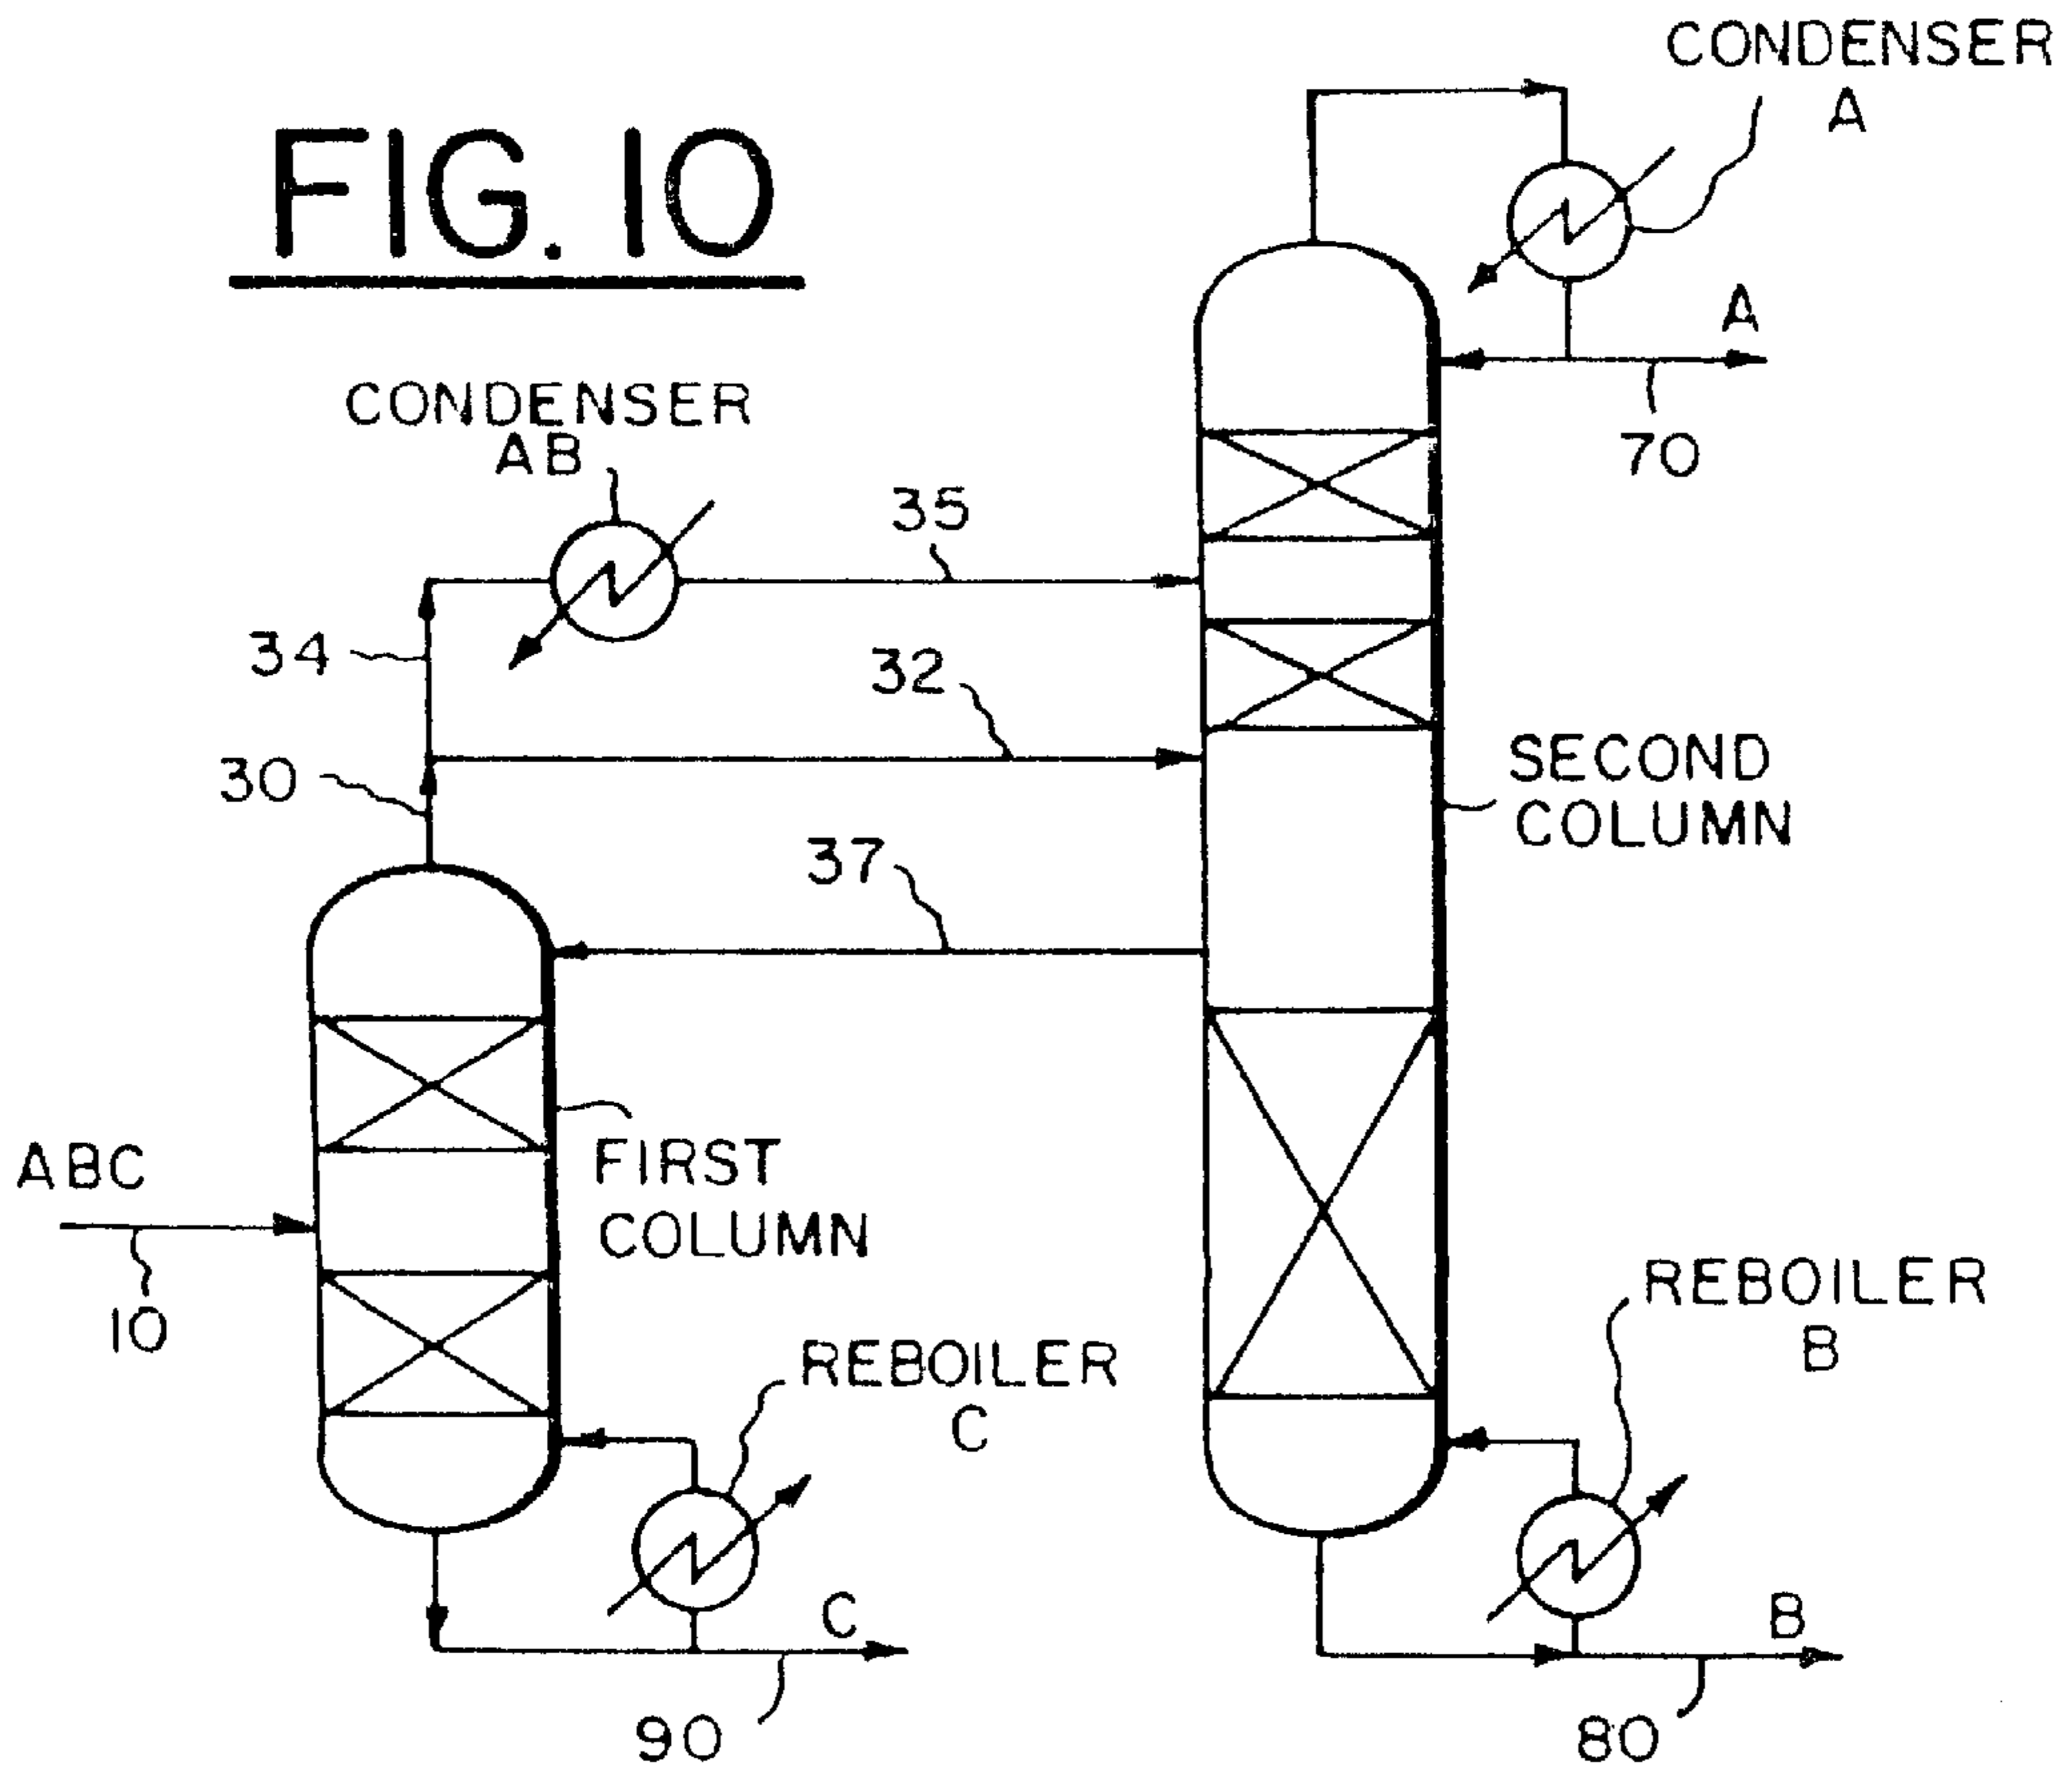 CONDENSER
A
FIG. 10
A
CONDENSER
AB
70
35
34
32
SECOND
COLUMN
30
37
ABC
FIRST
COLUMN
10
REBOILER
B
REBOILER
C
C
B
90
80